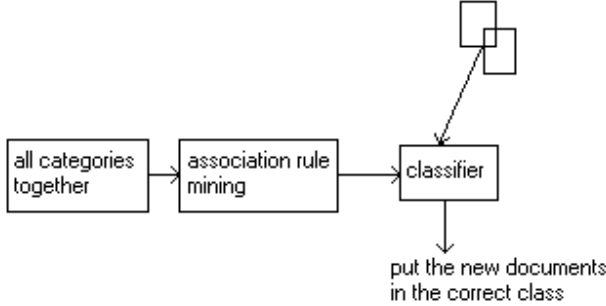 all categories
together
association rule
mining
classifier
put the new documents
in the correct class